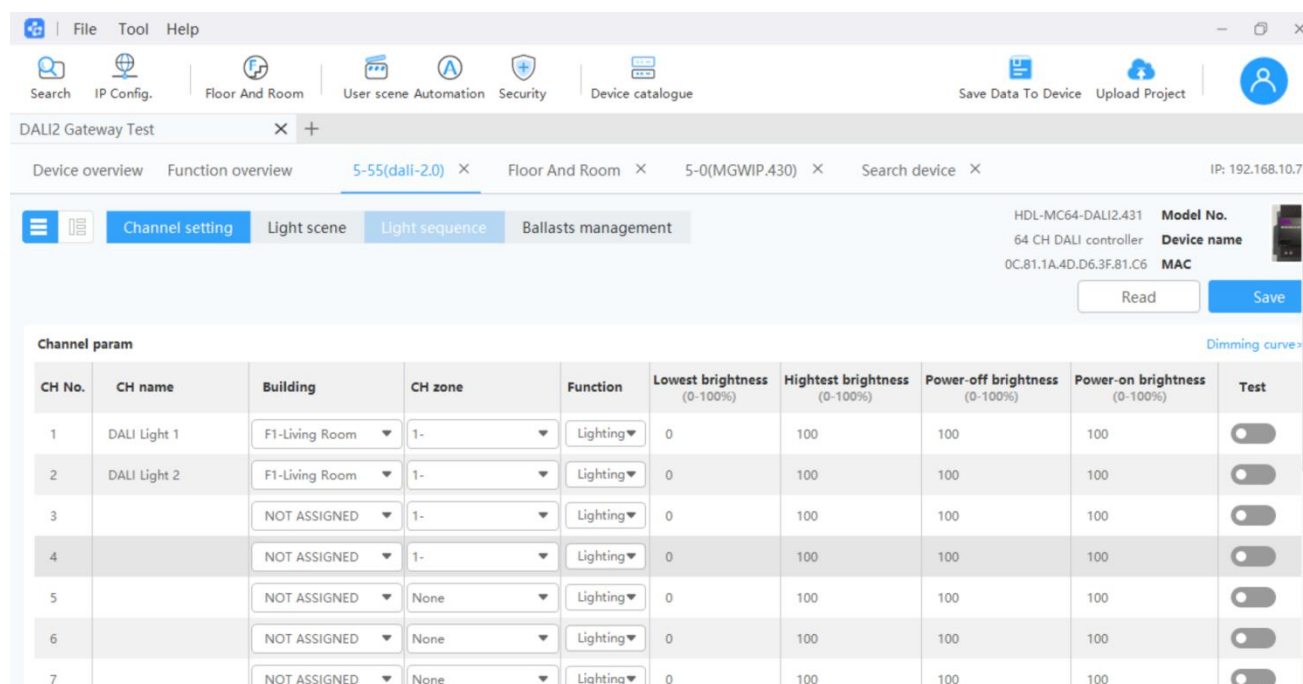 File Tool Help
Search IP Config. Floor And Room User scene Automation Security Device catalogue Save Data To Device Upload Project
DALI2 Gateway Test
Device overview Function overview 5-55(dali-2.0) Floor And Room 5-0(MGWIP.430) Search device IP: 192.168.10.7
Channel setting Light scene Light sequence Ballasts management
HDL-MC64-DALI2.431 Model No.
64 CH DALI controller Device name
0C.81.1A.4D.D6.3F.81.C6 MAC
Read Save
Channel param Dimming curve»
CH No. CH name Building CH zone Function Lowest brightness (0-100%) Hightest brightness (0-100%) Power-off brightness (0-100%) Power-on brightness (0-100%) Test
1 DALI Light 1 F1-Living Room 1- Lighting 0 100 100 100
2 DALI Light 2 F1-Living Room 1- Lighting 0 100 100 100
3 NOT ASSIGNED 1- Lighting 0 100 100 100
4 NOT ASSIGNED 1- Lighting 0 100 100 100
5 NOT ASSIGNED None Lighting 0 100 100 100
6 NOT ASSIGNED None Lighting 0 100 100 100
7 NOT ASSIGNED None Lighting 0 100 100 100